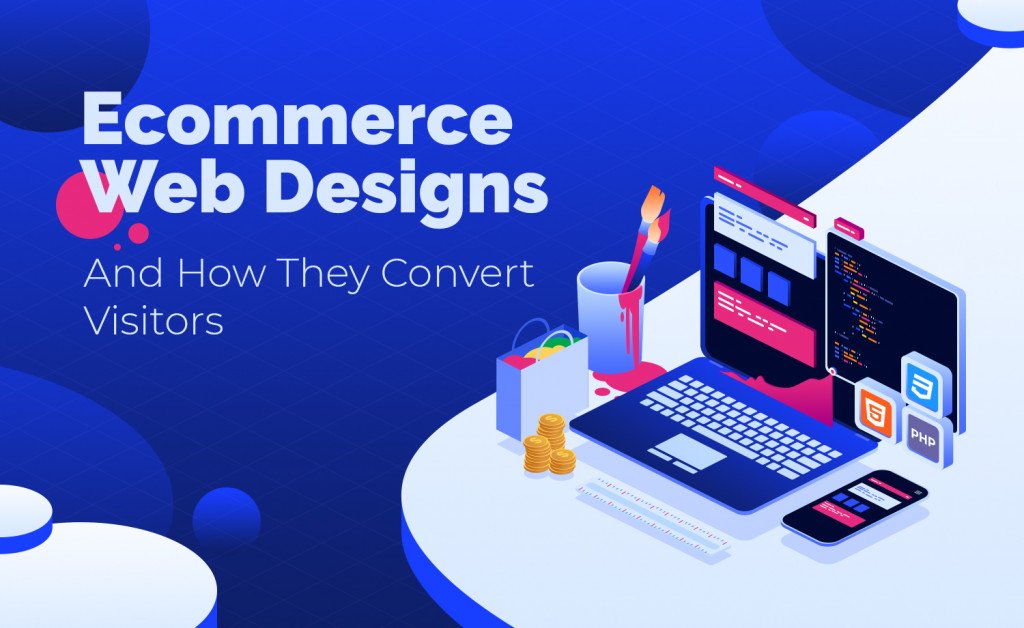 Ecommerce
Web Designs
And How They Convert
Visitors
PHP